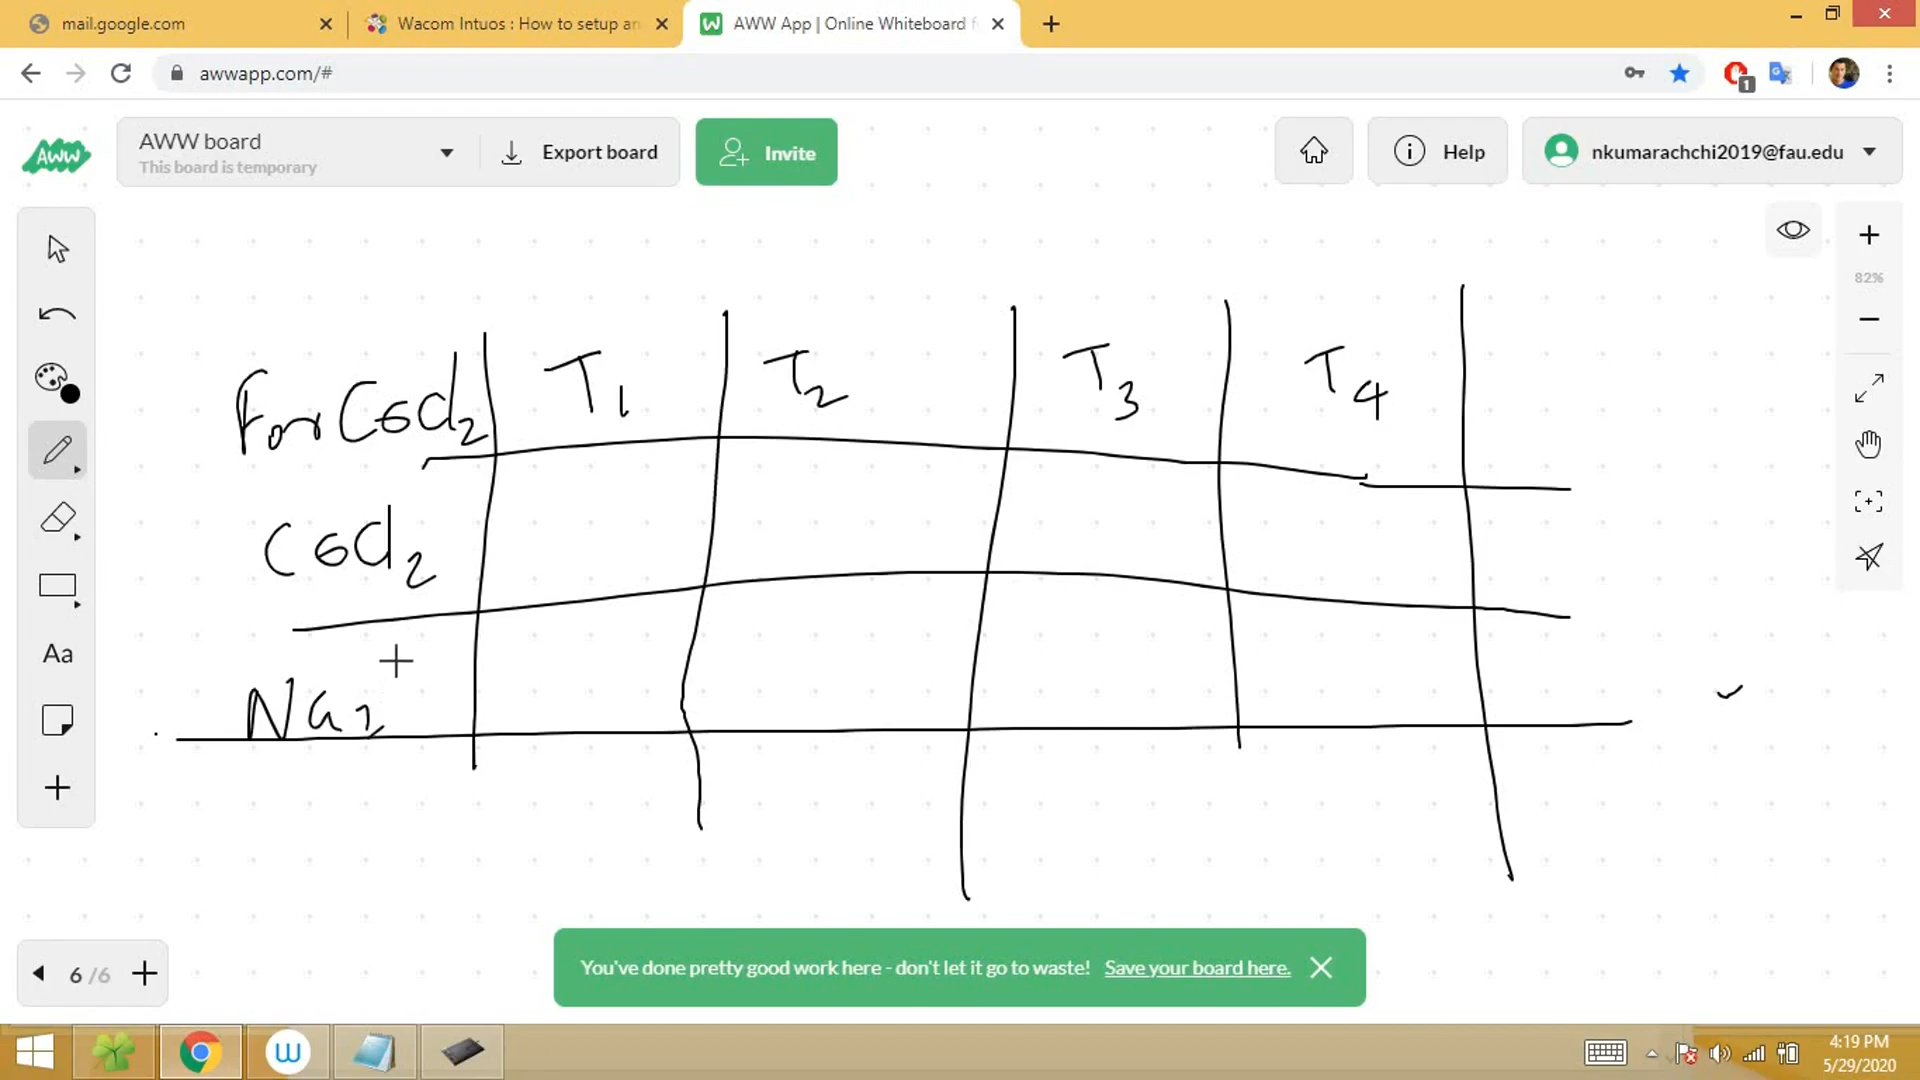 mail.google.com
Wacom Intuos : How to setup an
AWW App | Online Whiteboard f
awwapp.com/#
1
AWW
AWW board
This board is temporary
Export board
Invite
Help
nkumarachchi2019@fau.edu
82%
For CoCl2 T1 T2 T3 T4
CoCl2
Na2
Aa
6 /6
You've done pretty good work here - don't let it go to waste! Save your board here.
4:19 PM
5/29/2020